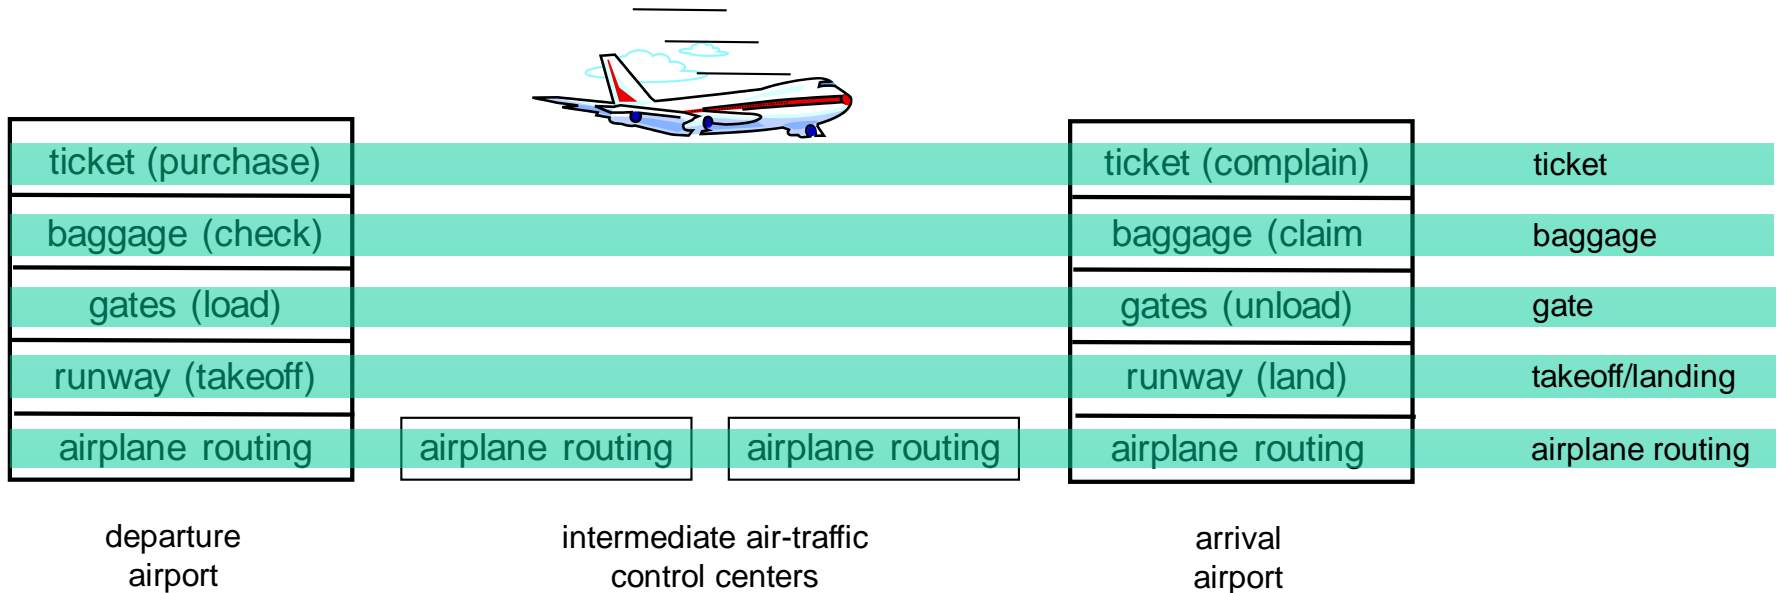 ticket (purchase) ticket (complain) ticket
baggage (check) baggage (claim baggage
gates (load) gates (unload) gate
runway (takeoff) runway (land) takeoff/landing
airplane routing airplane routing airplane routing airplane routing airplane routing
departure intermediate air-traffic arrival
airport control centers airport